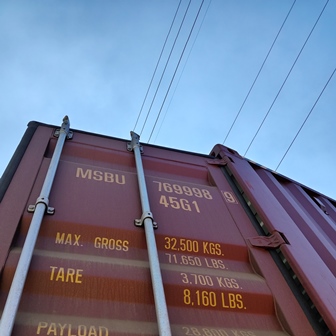 MSBU 769998 9
45G1
MAX. GROSS 32.500 KGS.
71.650 LBS.
TARE 3.700 KGS.
8,160 LBS.
PAYLOAD